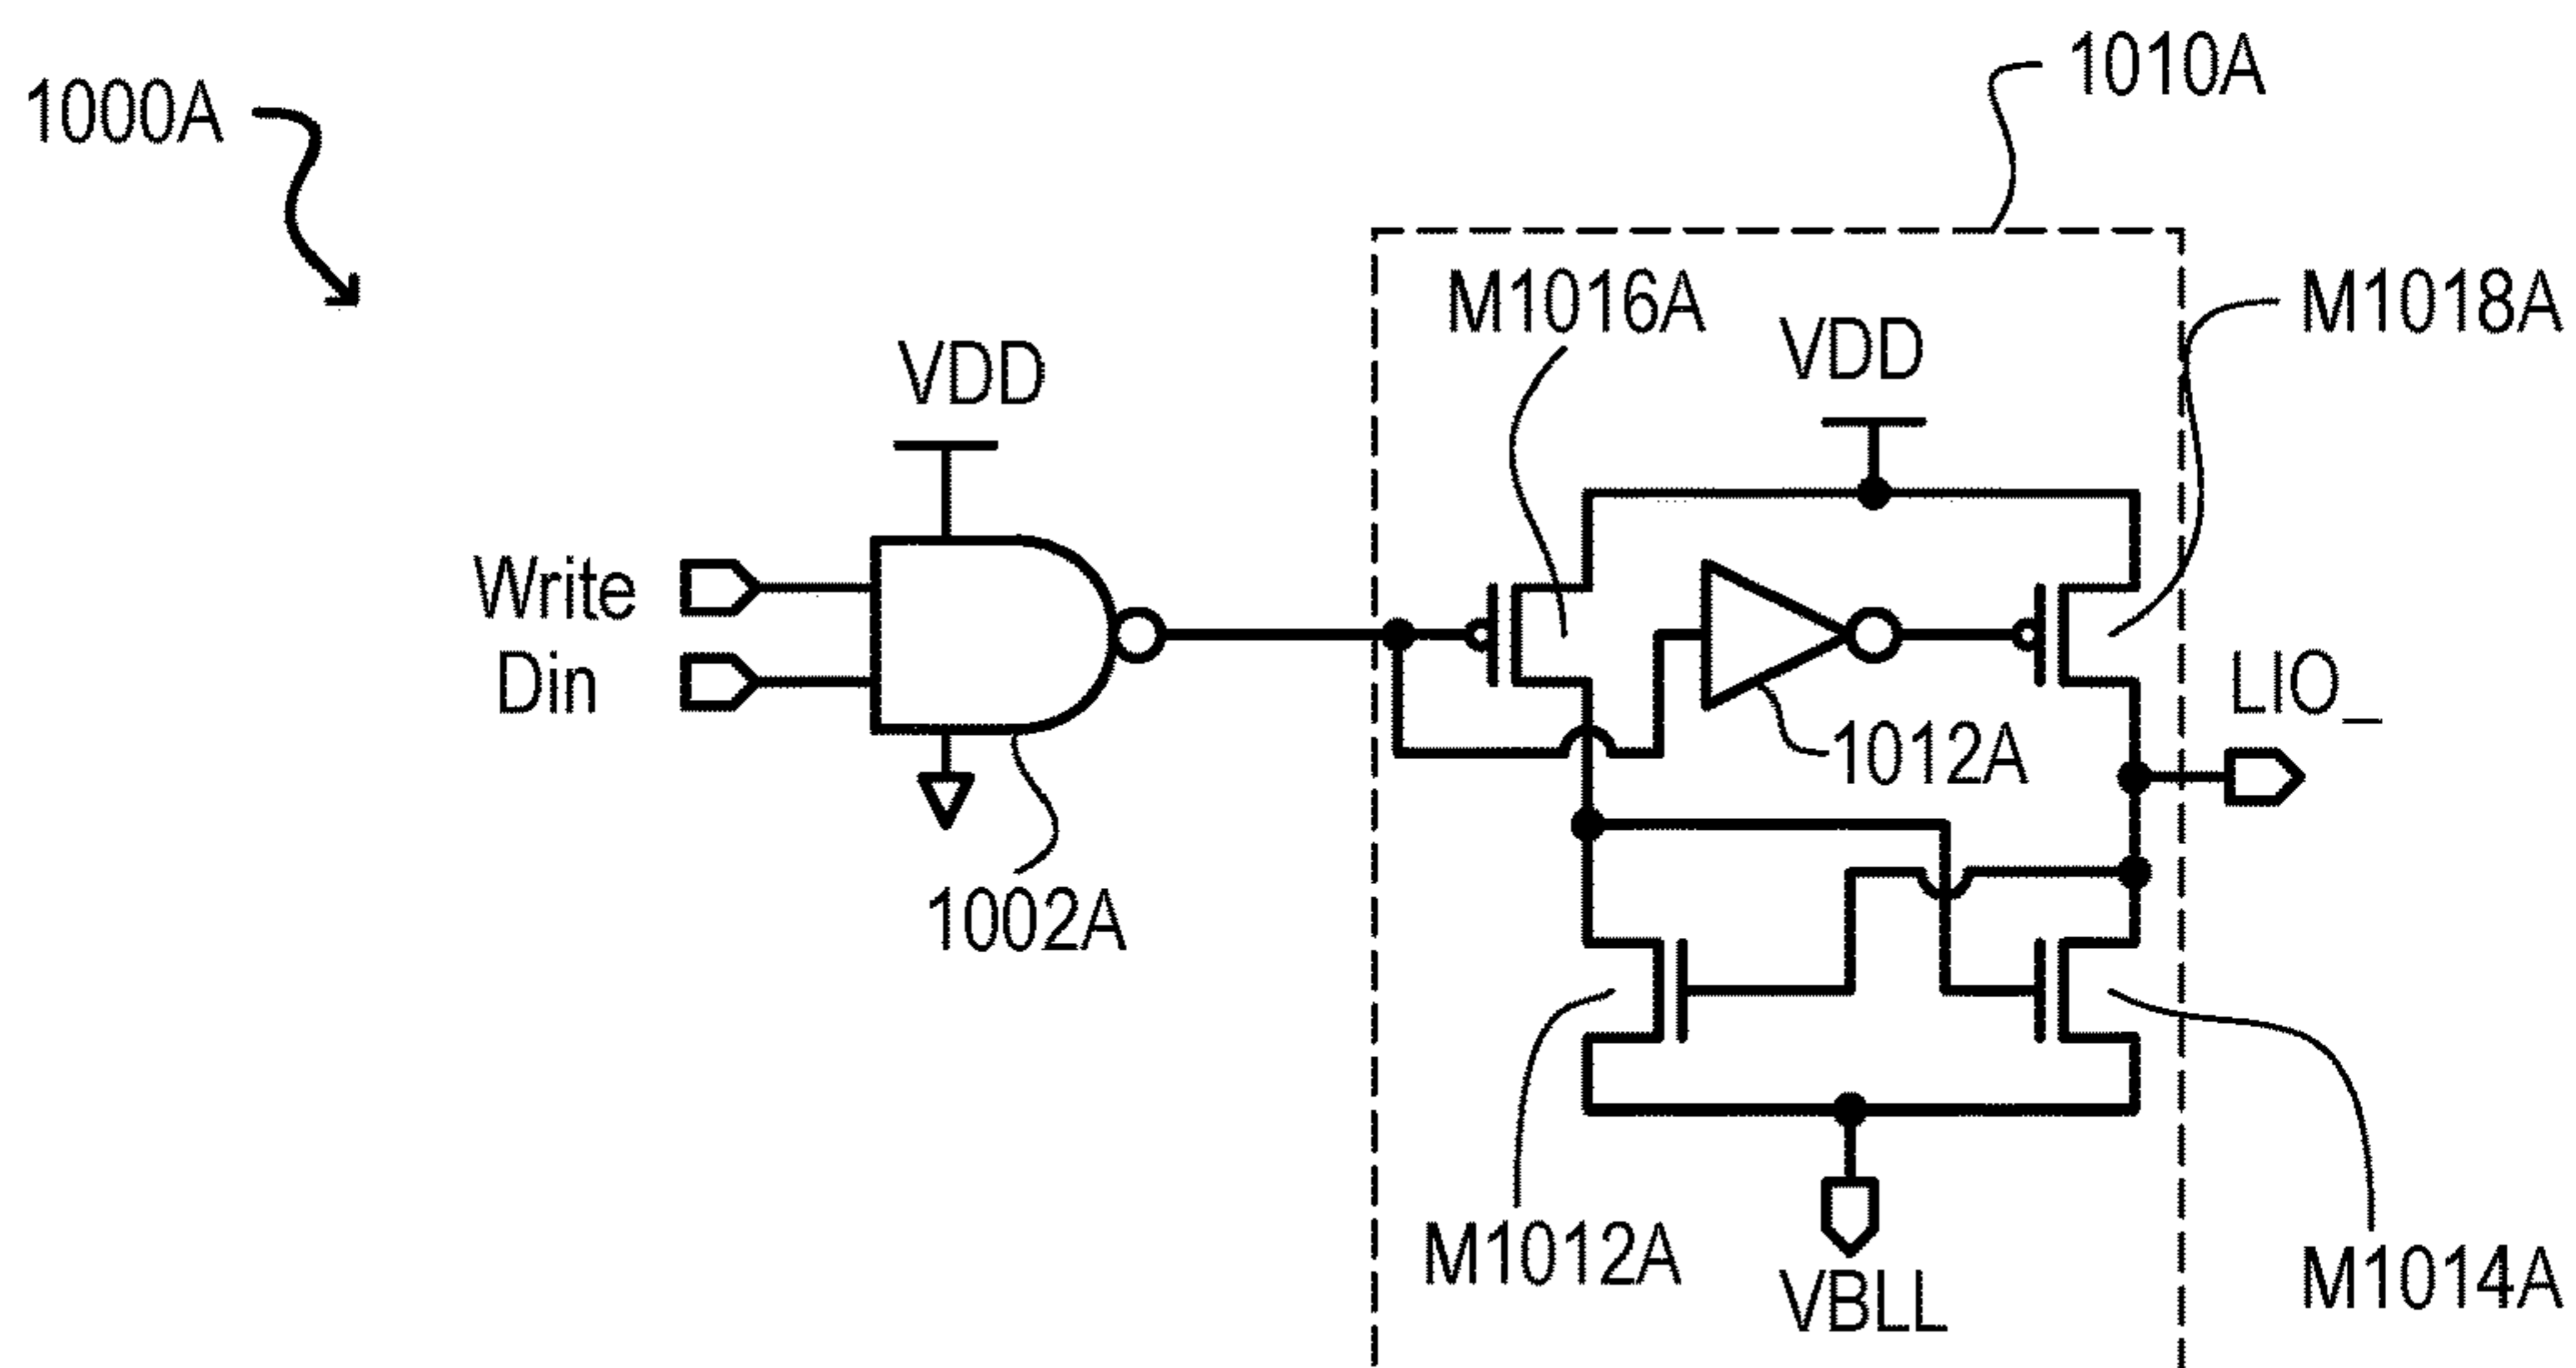 1010A
1000A
M1016A
M1018A
VDD
VDD
Write
Din
LIO_
1012A
1002A
M1012A
M1014A
VBLL